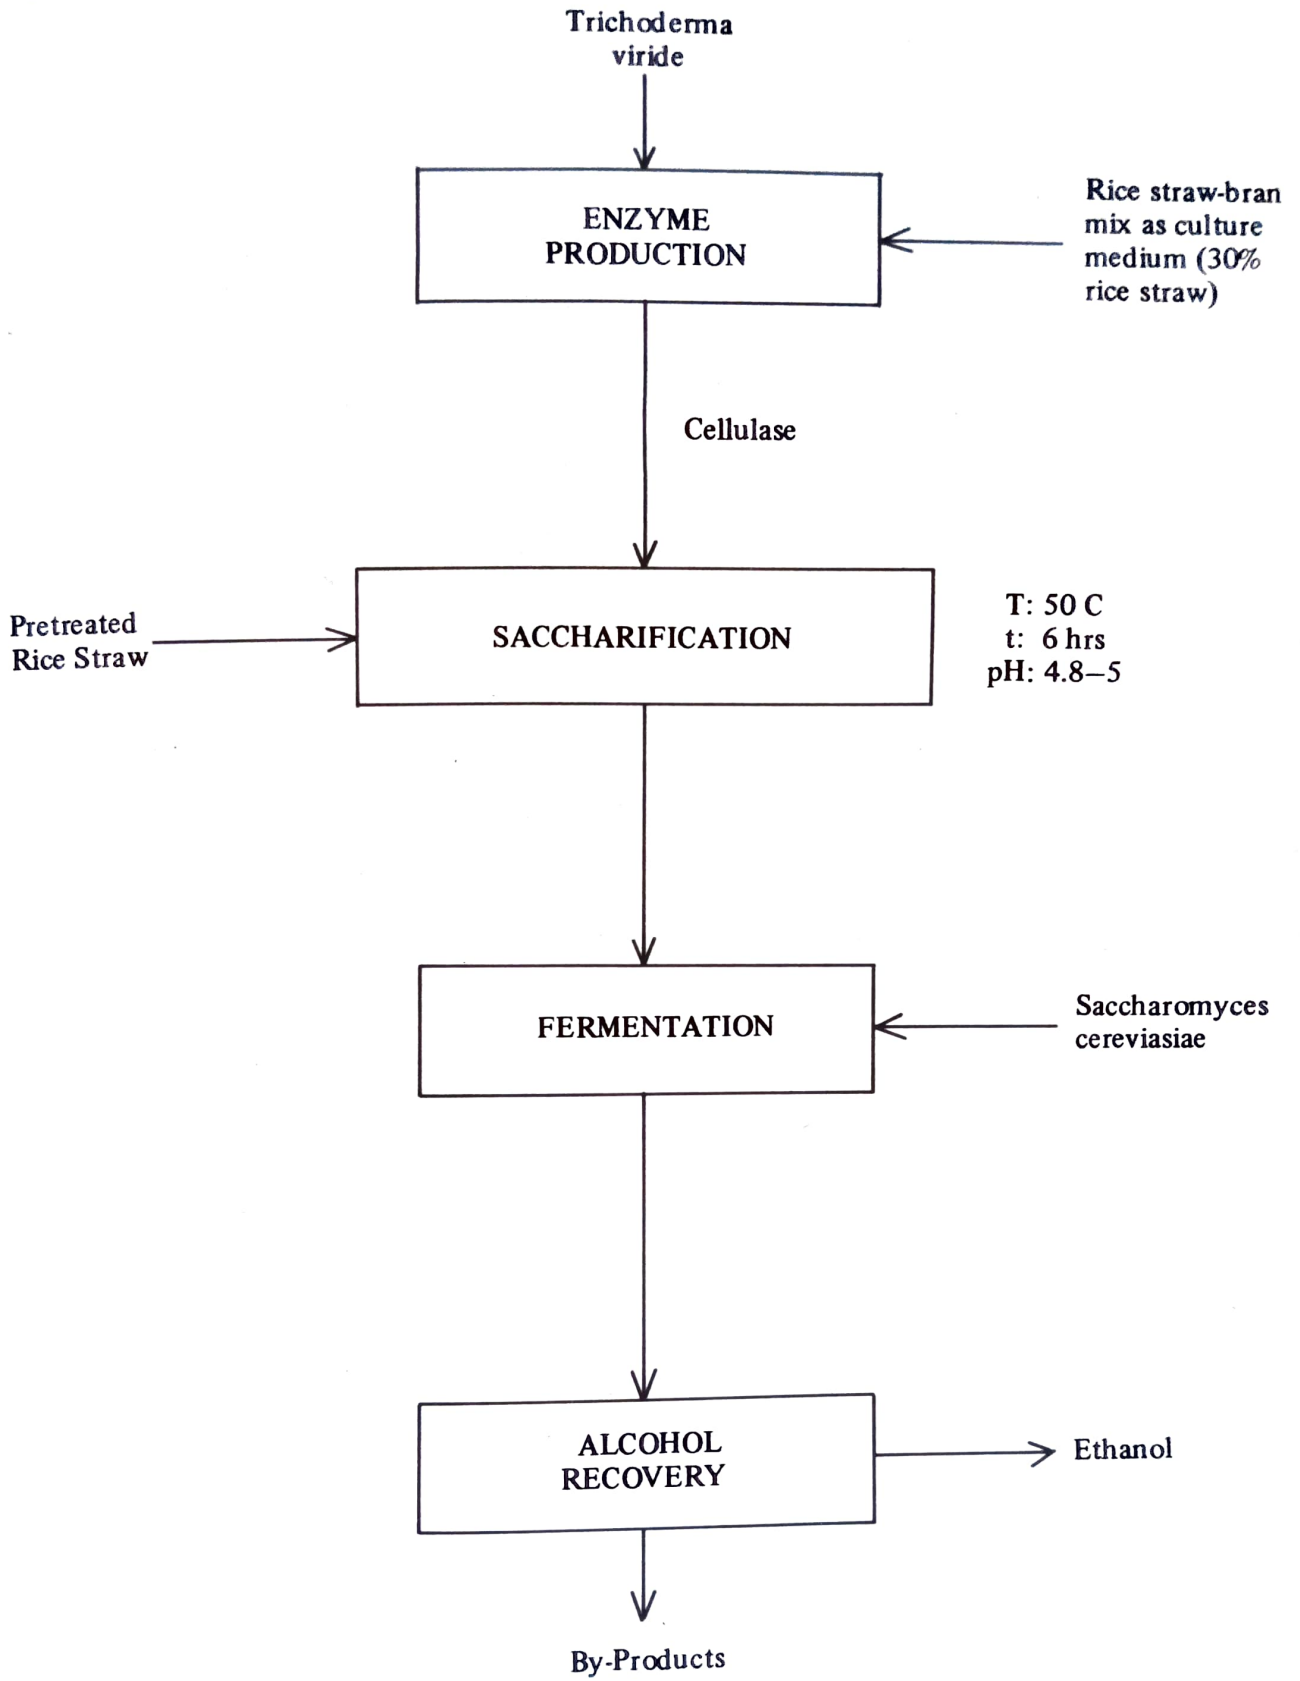 Trichoderma
viride
ENZYME
PRODUCTION
Rice straw-bran
mix as culture
medium (30%
rice straw)
Cellulase
Pretreated
Rice Straw
SACCHARIFICATION
T: 50 C
t: 6 hrs
pH: 4.8–5
FERMENTATION
Saccharomyces
cereviasiae
ALCOHOL
RECOVERY
Ethanol
By-Products